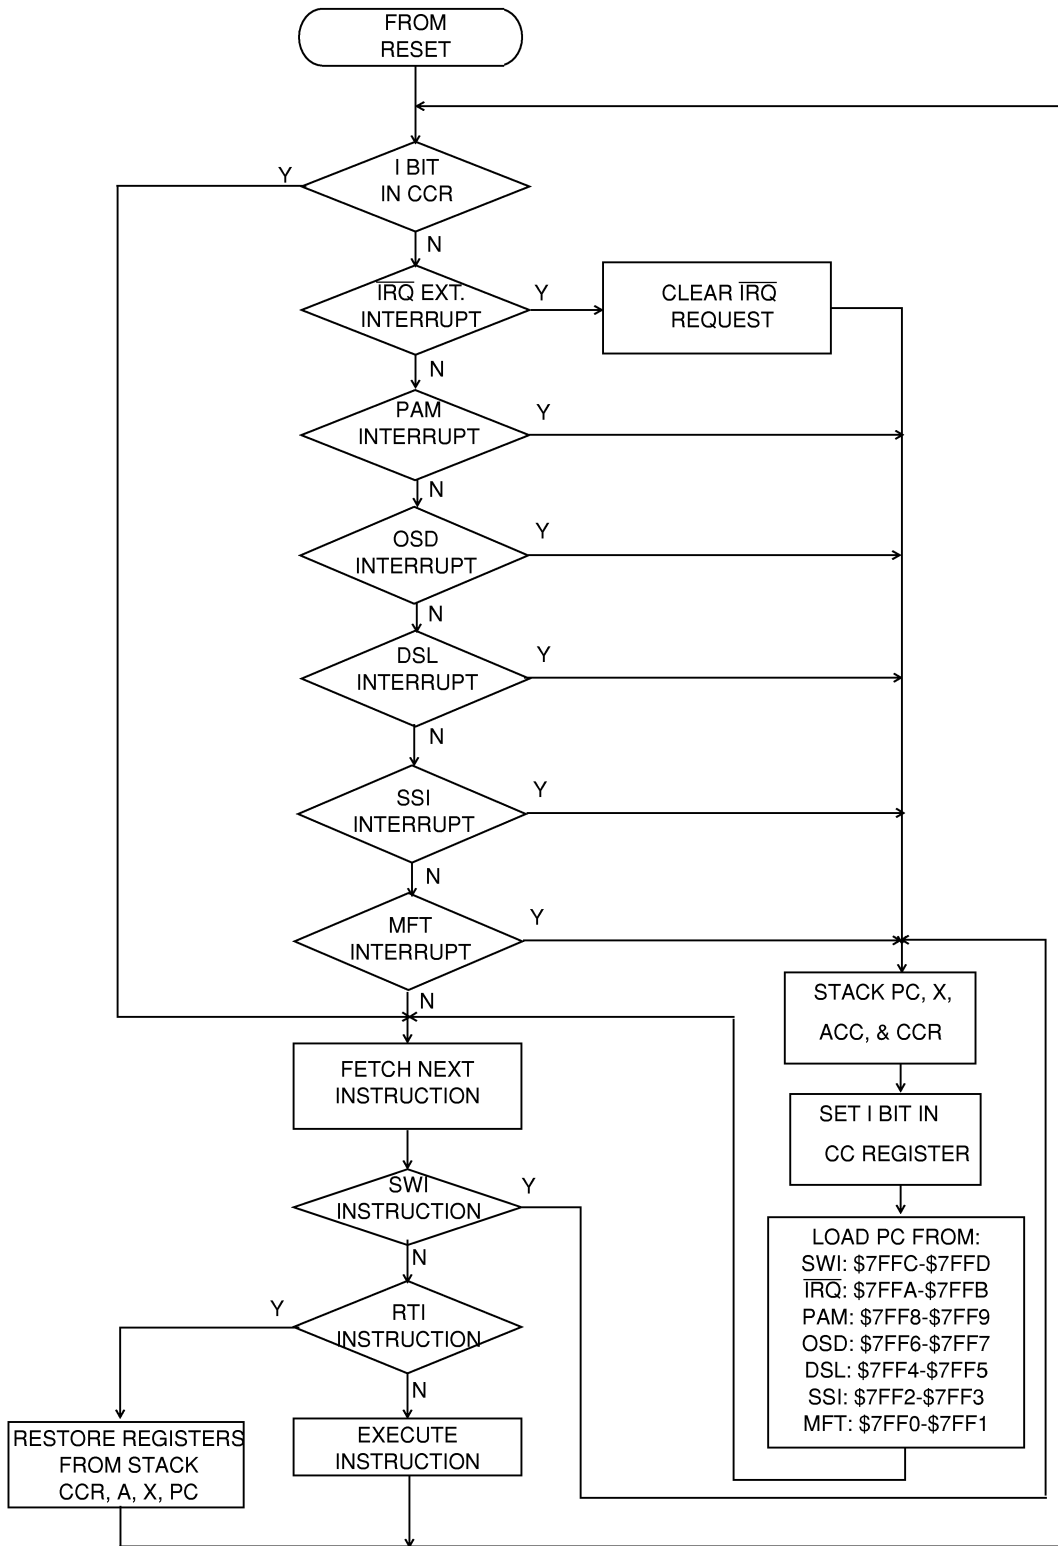 FROM
RESET
I BIT
IN CCR
Y
N
I̅R̅Q̅ EXT.
INTERRUPT
Y
CLEAR I̅R̅Q̅
REQUEST
N
PAM
INTERRUPT
Y
N
OSD
INTERRUPT
Y
N
DSL
INTERRUPT
Y
N
SSI
INTERRUPT
Y
N
MFT
INTERRUPT
Y
N
STACK PC, X,
ACC, & CCR
FETCH NEXT
INSTRUCTION
SET I BIT IN
CC REGISTER
SWI
INSTRUCTION
Y
N
LOAD PC FROM:
SWI: $7FFC-$7FFD
I̅R̅Q̅: $7FFA-$7FFB
PAM: $7FF8-$7FF9
OSD: $7FF6-$7FF7
DSL: $7FF4-$7FF5
SSI: $7FF2-$7FF3
MFT: $7FF0-$7FF1
Y
RTI
INSTRUCTION
N
RESTORE REGISTERS
FROM STACK
CCR, A, X, PC
EXECUTE
INSTRUCTION